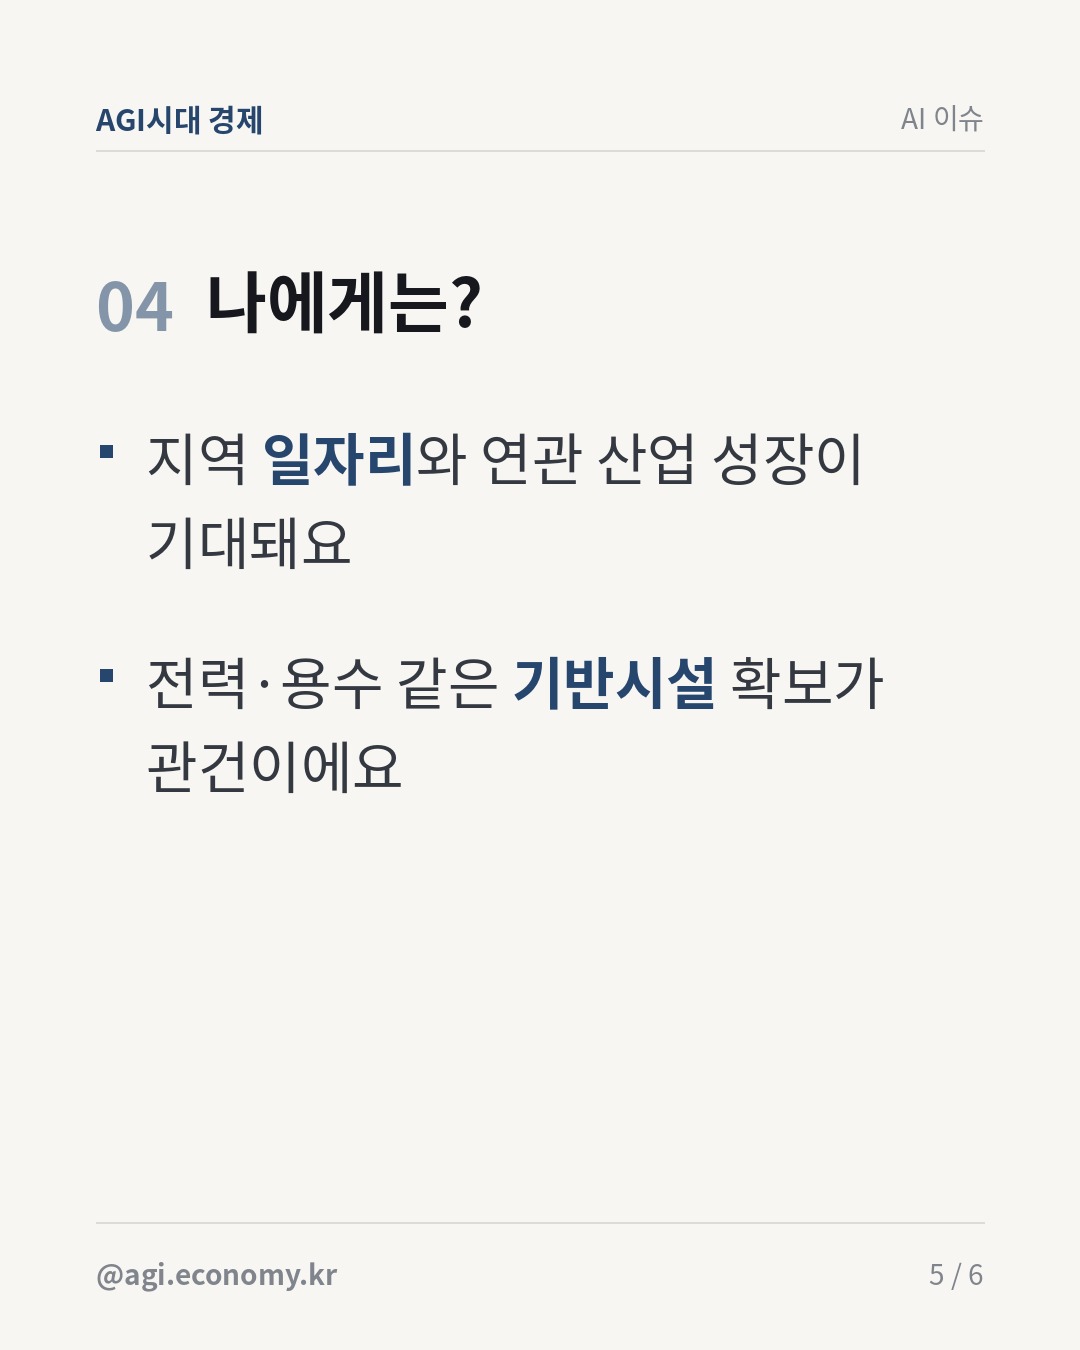 AGI시대 경제
AI 이슈
04 나에게는?
▪ 지역 일자리와 연관 산업 성장이
기대돼요
▪ 전력·용수 같은 기반시설 확보가
관건이에요
@agi.economy.kr
5 / 6